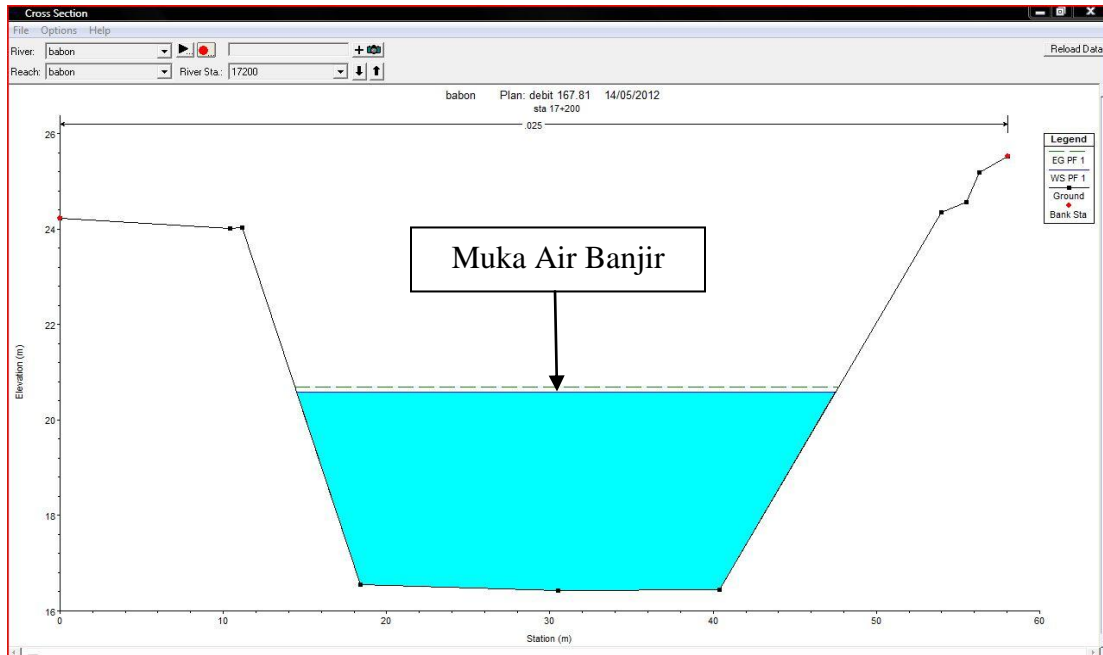 Cross Section
File Options Help
River: babon
Reach: babon River Sta.: 17200
Reload Data
babon Plan: debit 167.81 14/05/2012
sta 17+200
.025
Legend
EG PF 1
WS PF 1
Ground
Bank Sta
Muka Air Banjir
Elevation (m)
26
24
22
20
18
16
0 10 20 30 40 50 60
Station (m)